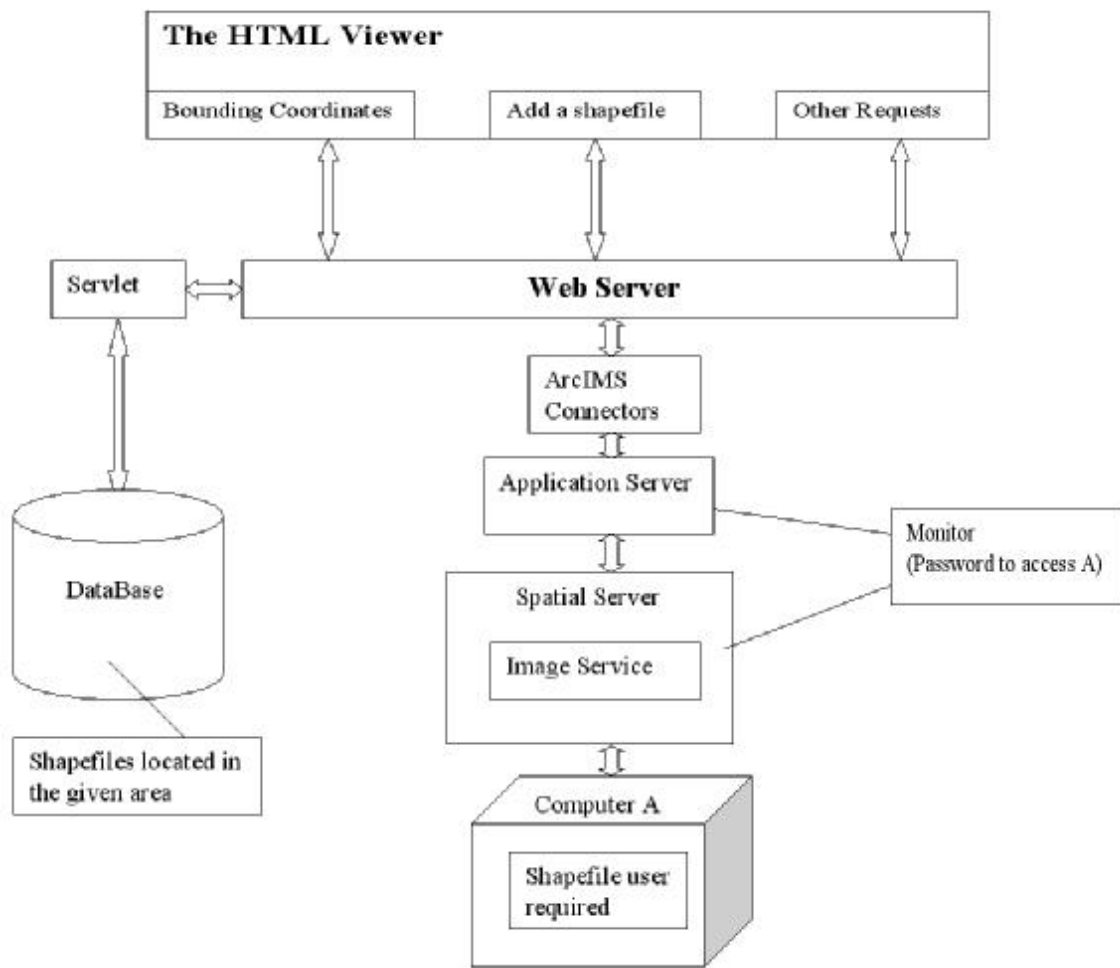 The HTML Viewer
Bounding Coordinates
Add a shapefile
Other Requests
Servlet
Web Server
ArcIMS
Connectors
Application Server
Monitor
(Password to access A)
DataBase
Spatial Server
Image Service
Shapefiles located in
the given area
Computer A
Shapefile user
required